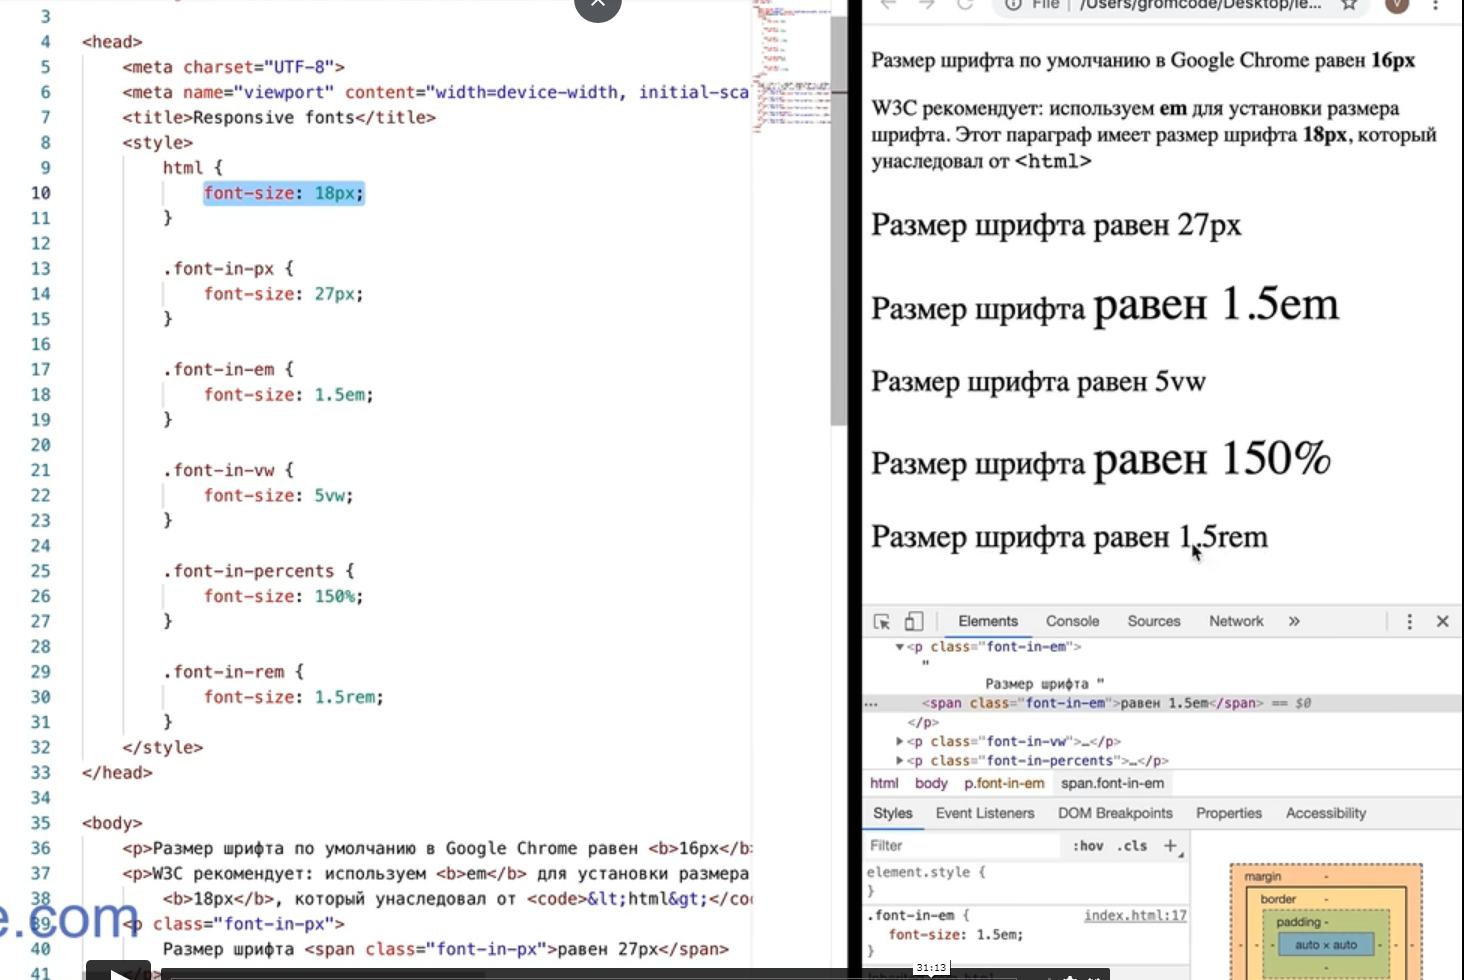 File | /Users/gromcode/Desktop/le...
V
3
4 <head>
5 <meta charset="UTF-8">
6 <meta name="viewport" content="width=device-width, initial-sca
7 <title>Responsive fonts</title>
8 <style>
9 html {
10 font-size: 18px;
11 }
12
13 .font-in-px {
14 font-size: 27px;
15 }
16
17 .font-in-em {
18 font-size: 1.5em;
19 }
20
21 .font-in-vw {
22 font-size: 5vw;
23 }
24
25 .font-in-percents {
26 font-size: 150%;
27 }
28
29 .font-in-rem {
30 font-size: 1.5rem;
31 }
32 </style>
33 </head>
34
35 <body>
36 <p>Размер шрифта по умолчанию в Google Chrome равен <b>16px</b>
37 <p>W3C рекомендует: используем <b>em</b> для установки размера
38 <b>18px</b>, который унаследовал от <code>&lt;html&gt;</co
39 <p class="font-in-px">
40 Размер шрифта <span class="font-in-px">равен 27px</span>
41
e.com
31:13
Размер шрифта по умолчанию в Google Chrome равен 16px
W3C рекомендует: используем em для установки размера
шрифта. Этот параграф имеет размер шрифта 18px, который
унаследовал от <html>
Размер шрифта равен 27px
Размер шрифта равен 1.5em
Размер шрифта равен 5vw
Размер шрифта равен 150%
Размер шрифта равен 1.5rem
Elements Console Sources Network »
▼<p class="font-in-em">
"
Размер шрифта "
... <span class="font-in-em">равен 1.5em</span> == $0
</p>
▶<p class="font-in-vw">…</p>
▶<p class="font-in-percents">…</p>
html body p.font-in-em span.font-in-em
Styles Event Listeners DOM Breakpoints Properties Accessibility
Filter :hov .cls +
element.style {
}
.font-in-em { index.html:17
font-size: 1.5em;
}
margin -
border -
padding -
- - - auto × auto - - -
-